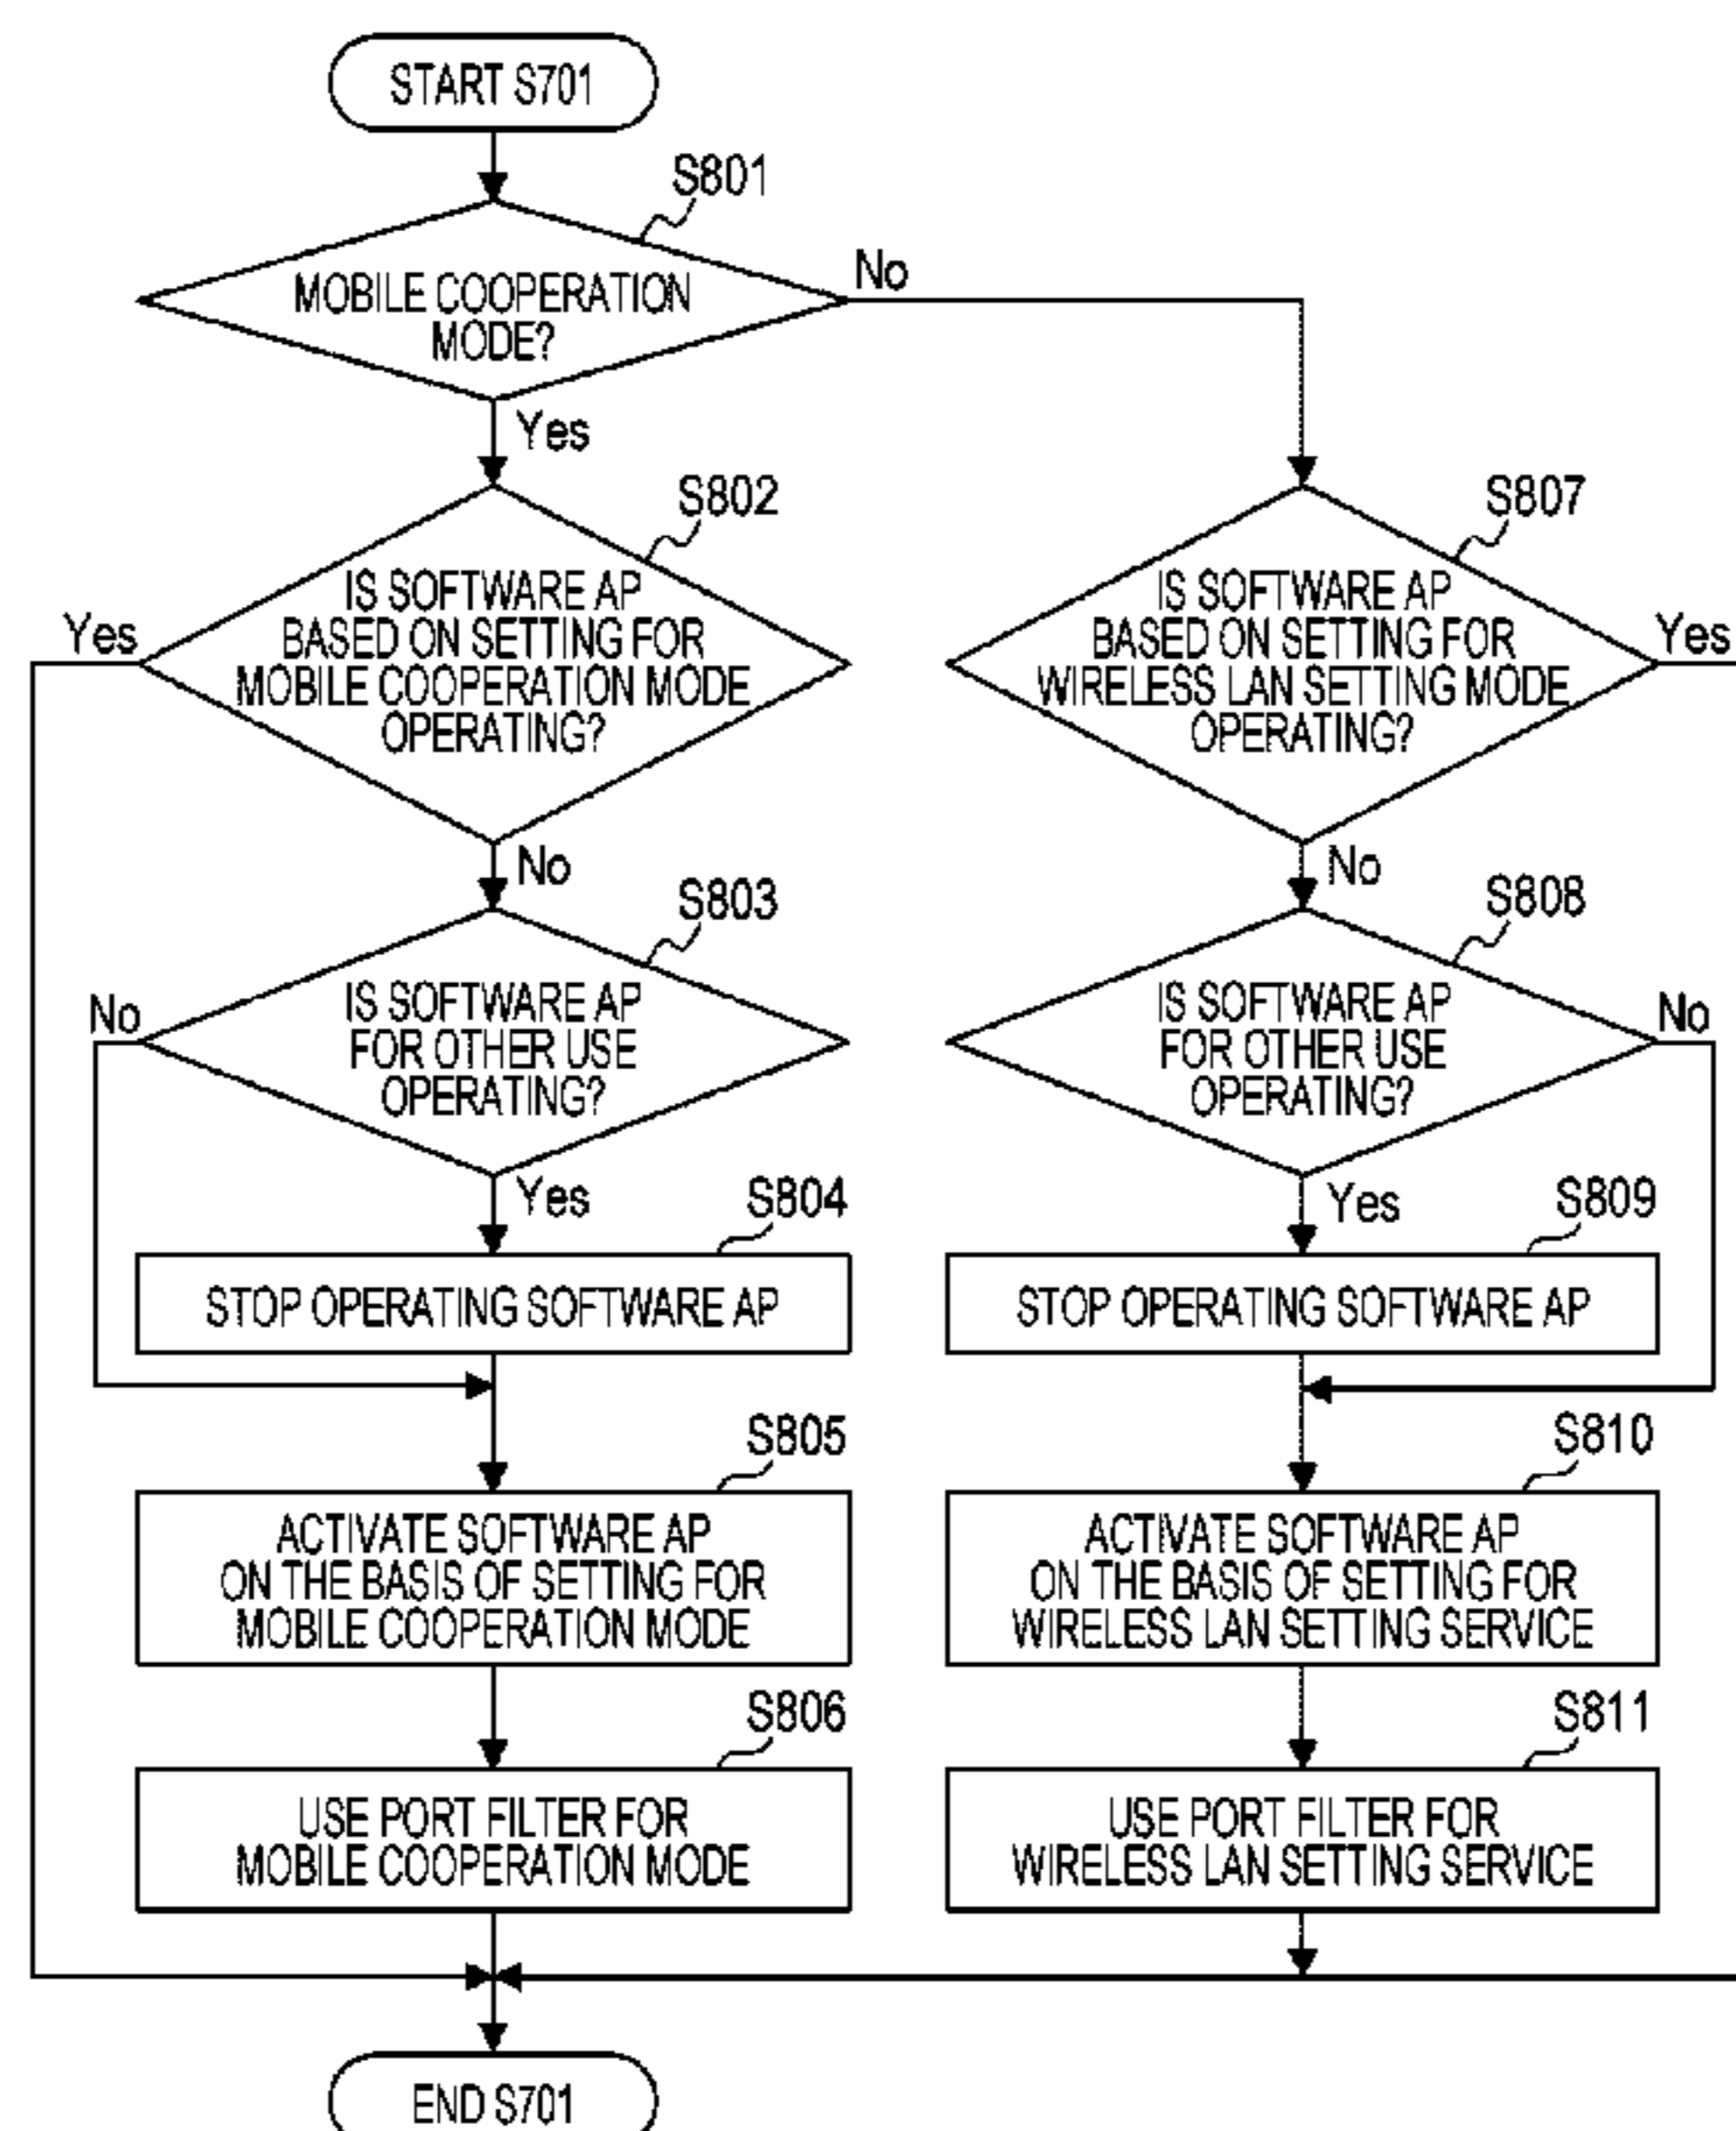 START S701
S801
MOBILE COOPERATION
MODE?
No
Yes
S802
IS SOFTWARE AP
BASED ON SETTING FOR
MOBILE COOPERATION MODE
OPERATING?
Yes
No
S803
IS SOFTWARE AP
FOR OTHER USE
OPERATING?
No
Yes
S804
STOP OPERATING SOFTWARE AP
S805
ACTIVATE SOFTWARE AP
ON THE BASIS OF SETTING FOR
MOBILE COOPERATION MODE
S806
USE PORT FILTER FOR
MOBILE COOPERATION MODE
S807
IS SOFTWARE AP
BASED ON SETTING FOR
WIRELESS LAN SETTING MODE
OPERATING?
Yes
No
S808
IS SOFTWARE AP
FOR OTHER USE
OPERATING?
No
Yes
S809
STOP OPERATING SOFTWARE AP
S810
ACTIVATE SOFTWARE AP
ON THE BASIS OF SETTING FOR
WIRELESS LAN SETTING SERVICE
S811
USE PORT FILTER FOR
WIRELESS LAN SETTING SERVICE
END S701